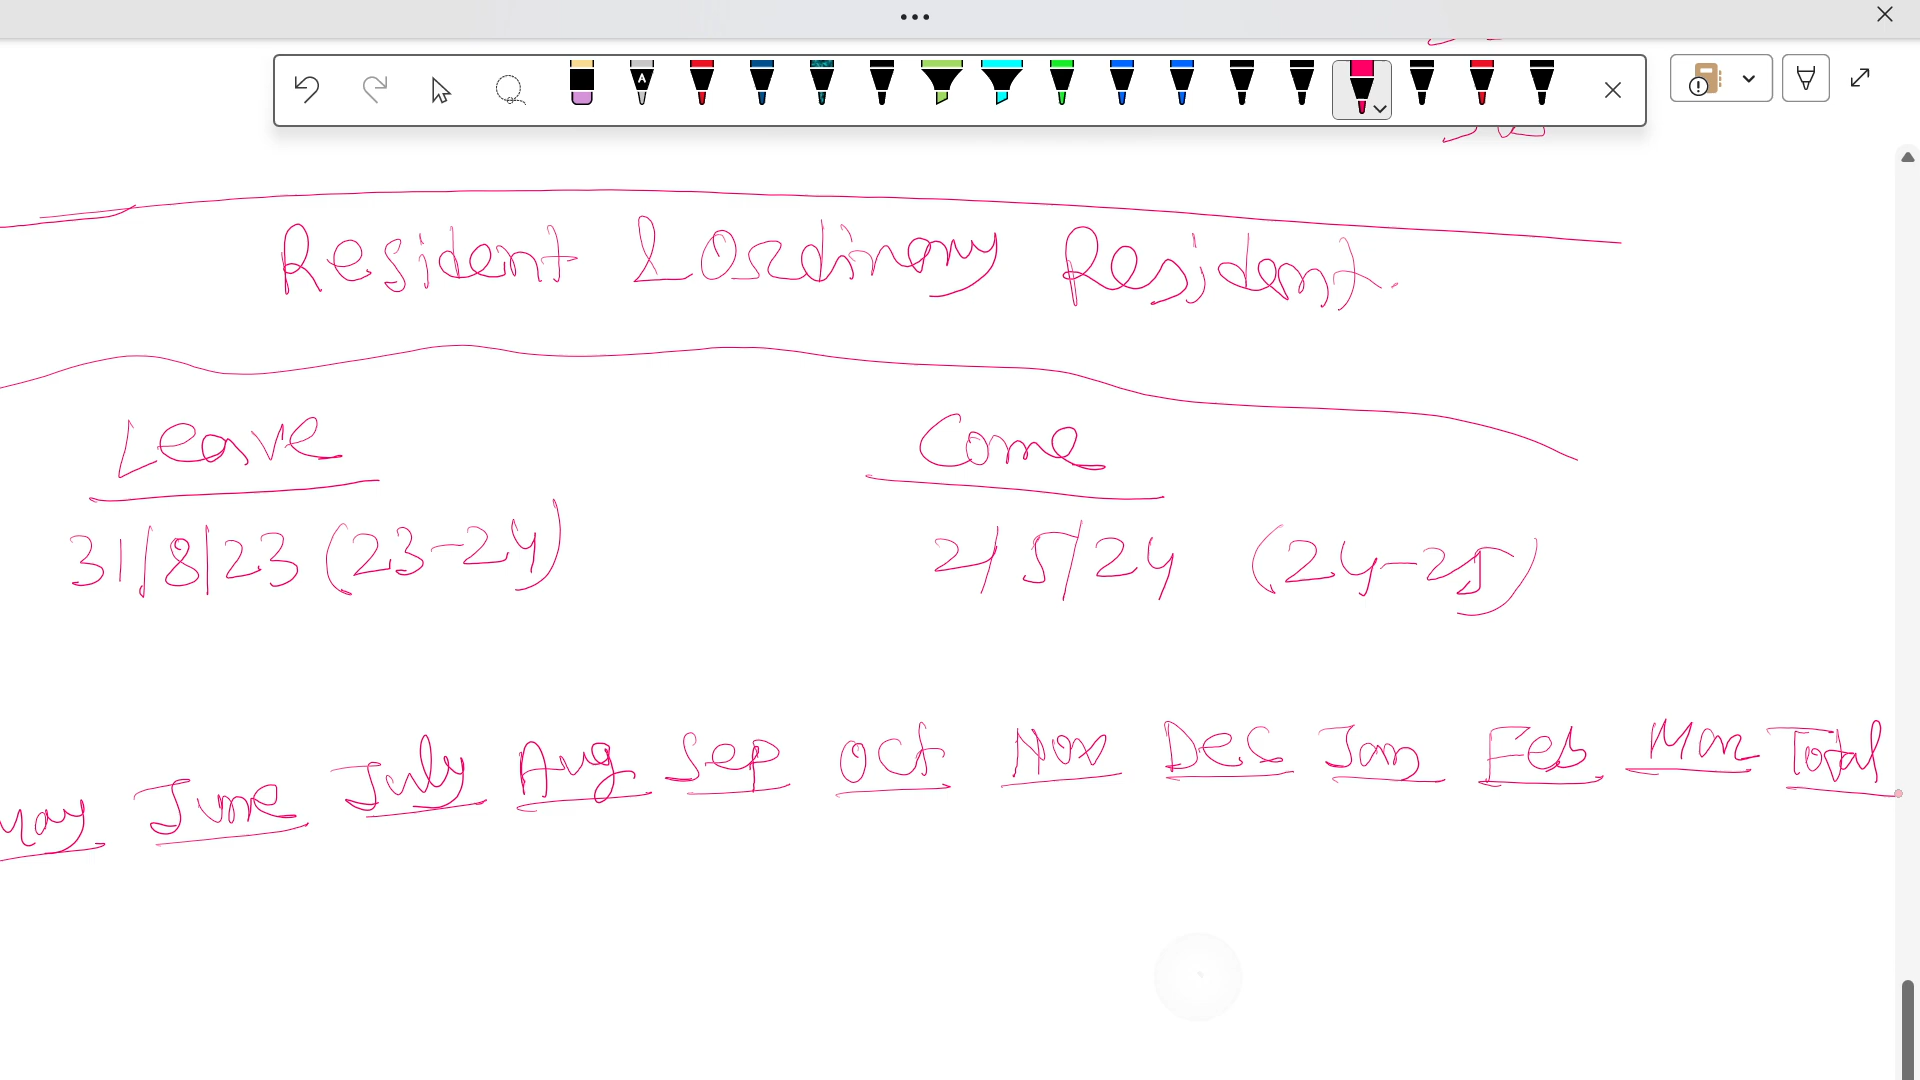 Resident & Ordinary Resident.
Leave Come
31/8/23 (23-24) 2/5/24 (24-25)
May June July Aug Sep Oct Nov Dec Jan Feb Mar Total